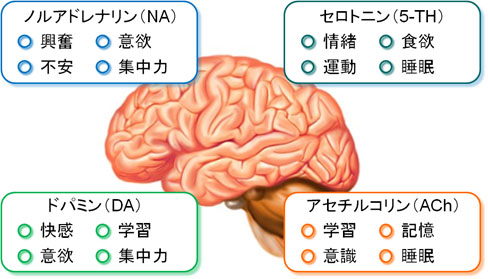 ノルアドレナリン(NA)
興奮 意欲
不安 集中力
セロトニン(5-TH)
情緒 食欲
運動 睡眠
ドパミン(DA)
快感 学習
意欲 集中力
アセチルコリン(ACh)
学習 記憶
意識 睡眠